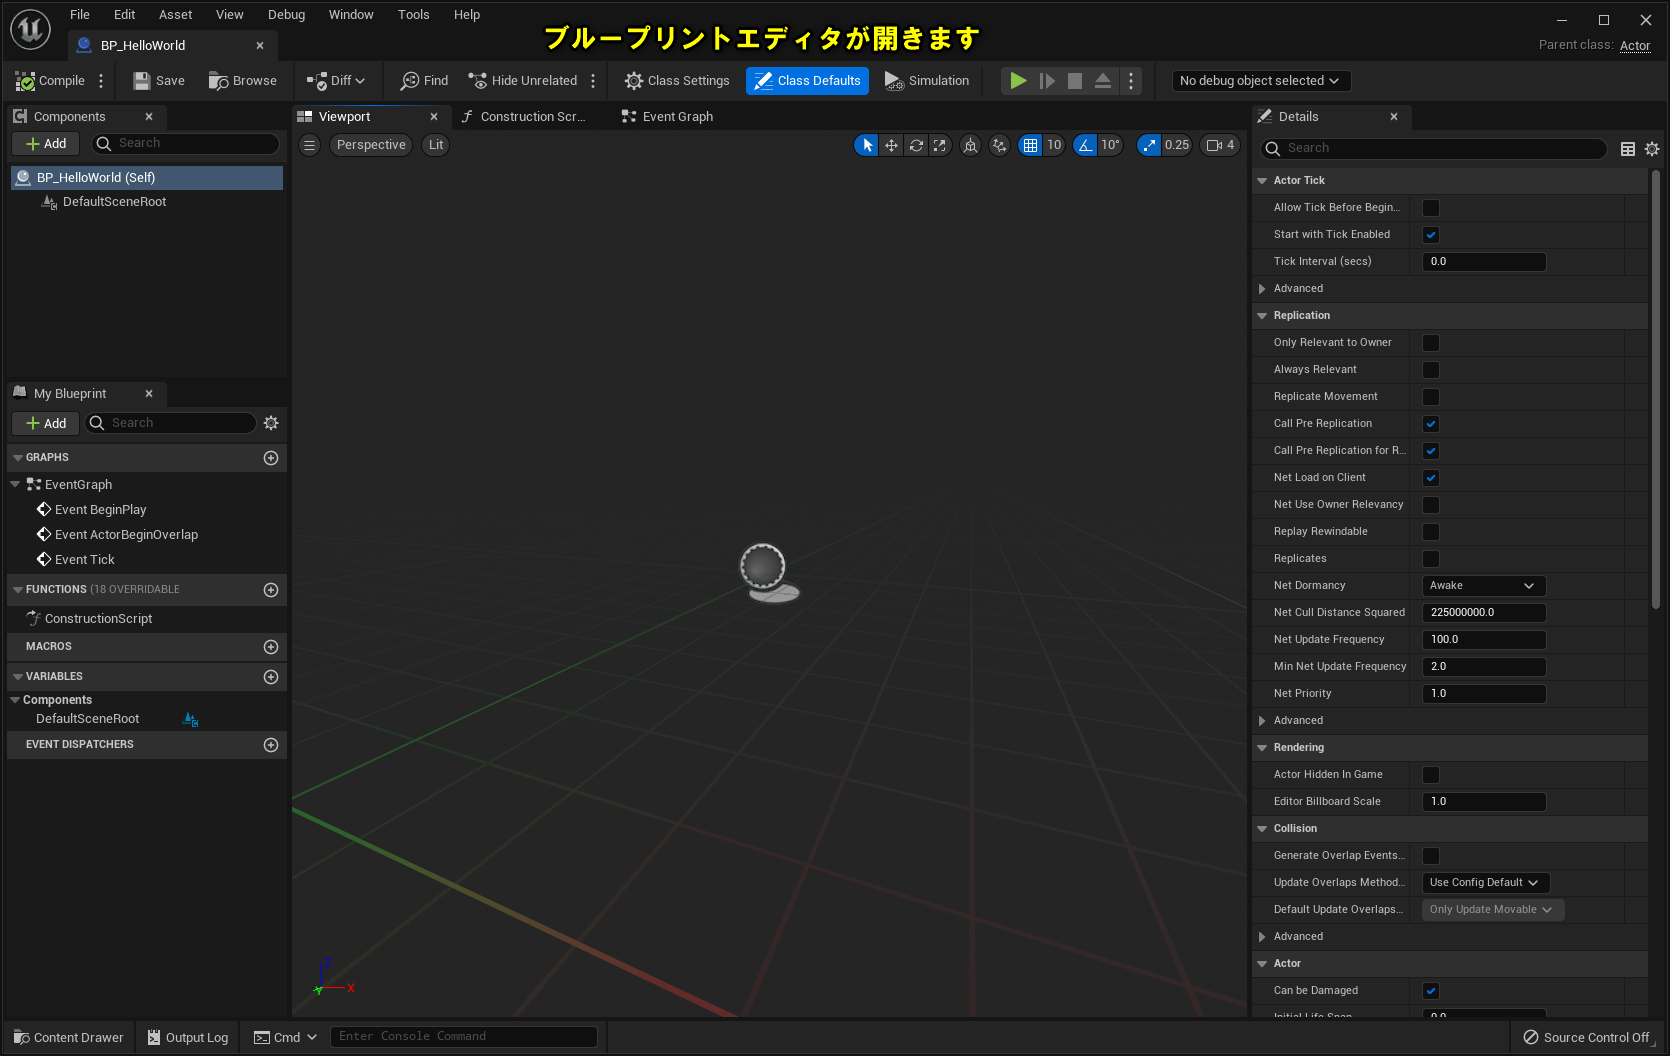 File Edit Asset View Debug Window Tools Help
ブループリントエディタが開きます
BP_HelloWorld
Parent class: Actor
Compile Save Browse Diff Find Hide Unrelated Class Settings Class Defaults Simulation No debug object selected
Components
Add Search
BP_HelloWorld (Self)
DefaultSceneRoot
My Blueprint
Add Search
GRAPHS
EventGraph
Event BeginPlay
Event ActorBeginOverlap
Event Tick
FUNCTIONS (18 OVERRIDABLE
ConstructionScript
MACROS
VARIABLES
Components
DefaultSceneRoot
EVENT DISPATCHERS
Viewport Construction Scr... Event Graph
Perspective Lit 10 10° 0.25 4
Z
Y X
Details
Search
Actor Tick
Allow Tick Before Begin...
Start with Tick Enabled
Tick Interval (secs) 0.0
Advanced
Replication
Only Relevant to Owner
Always Relevant
Replicate Movement
Call Pre Replication
Call Pre Replication for R...
Net Load on Client
Net Use Owner Relevancy
Replay Rewindable
Replicates
Net Dormancy Awake
Net Cull Distance Squared 225000000.0
Net Update Frequency 100.0
Min Net Update Frequency 2.0
Net Priority 1.0
Advanced
Rendering
Actor Hidden In Game
Editor Billboard Scale 1.0
Collision
Generate Overlap Events...
Update Overlaps Method... Use Config Default
Default Update Overlaps... Only Update Movable
Advanced
Actor
Can be Damaged
Initial Life Span 0.0
Content Drawer Output Log Cmd Enter Console Command Source Control Off